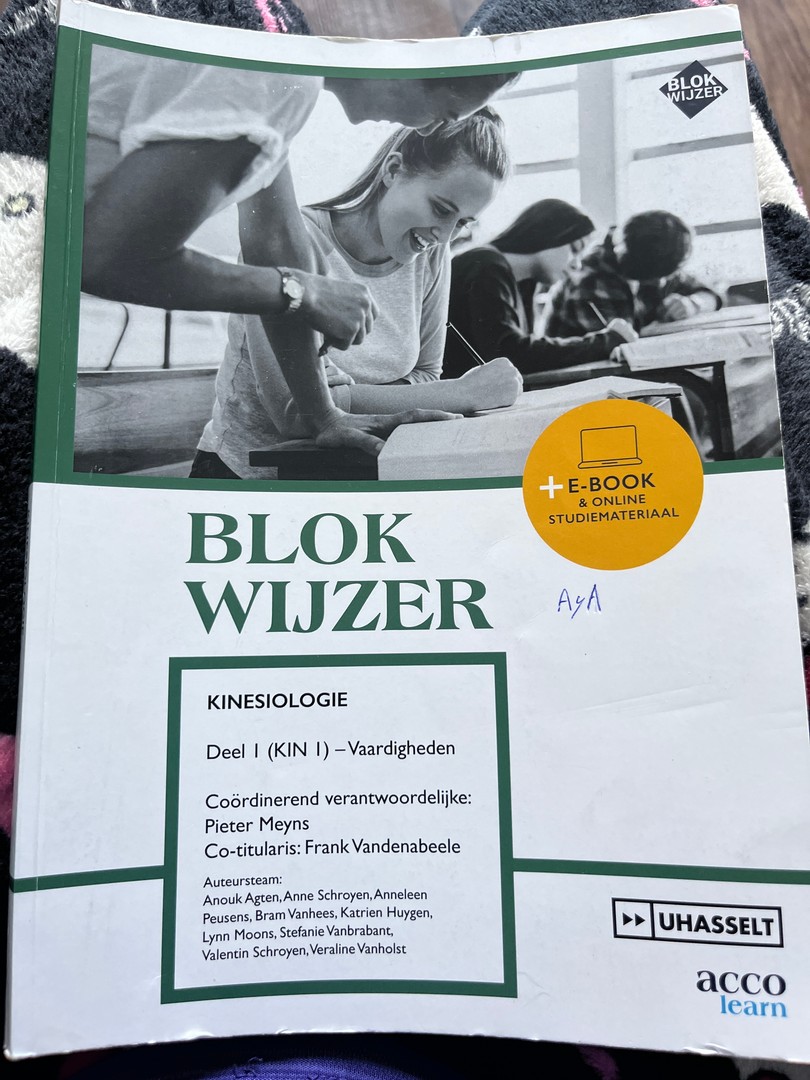 BLOK
WIJZER
+ E-BOOK
& ONLINE
STUDIEMATERIAAL
BLOK
WIJZER
AyA
KINESIOLOGIE
Deel 1 (KIN 1) – Vaardigheden
Coördinerend verantwoordelijke:
Pieter Meyns
Co-titularis: Frank Vandenabeele
Auteursteam:
Anouk Agten, Anne Schroyen, Anneleen
Peusens, Bram Vanhees, Katrien Huygen,
Lynn Moons, Stefanie Vanbrabant,
Valentin Schroyen, Veraline Vanholst
UHASSELT
acco
learn